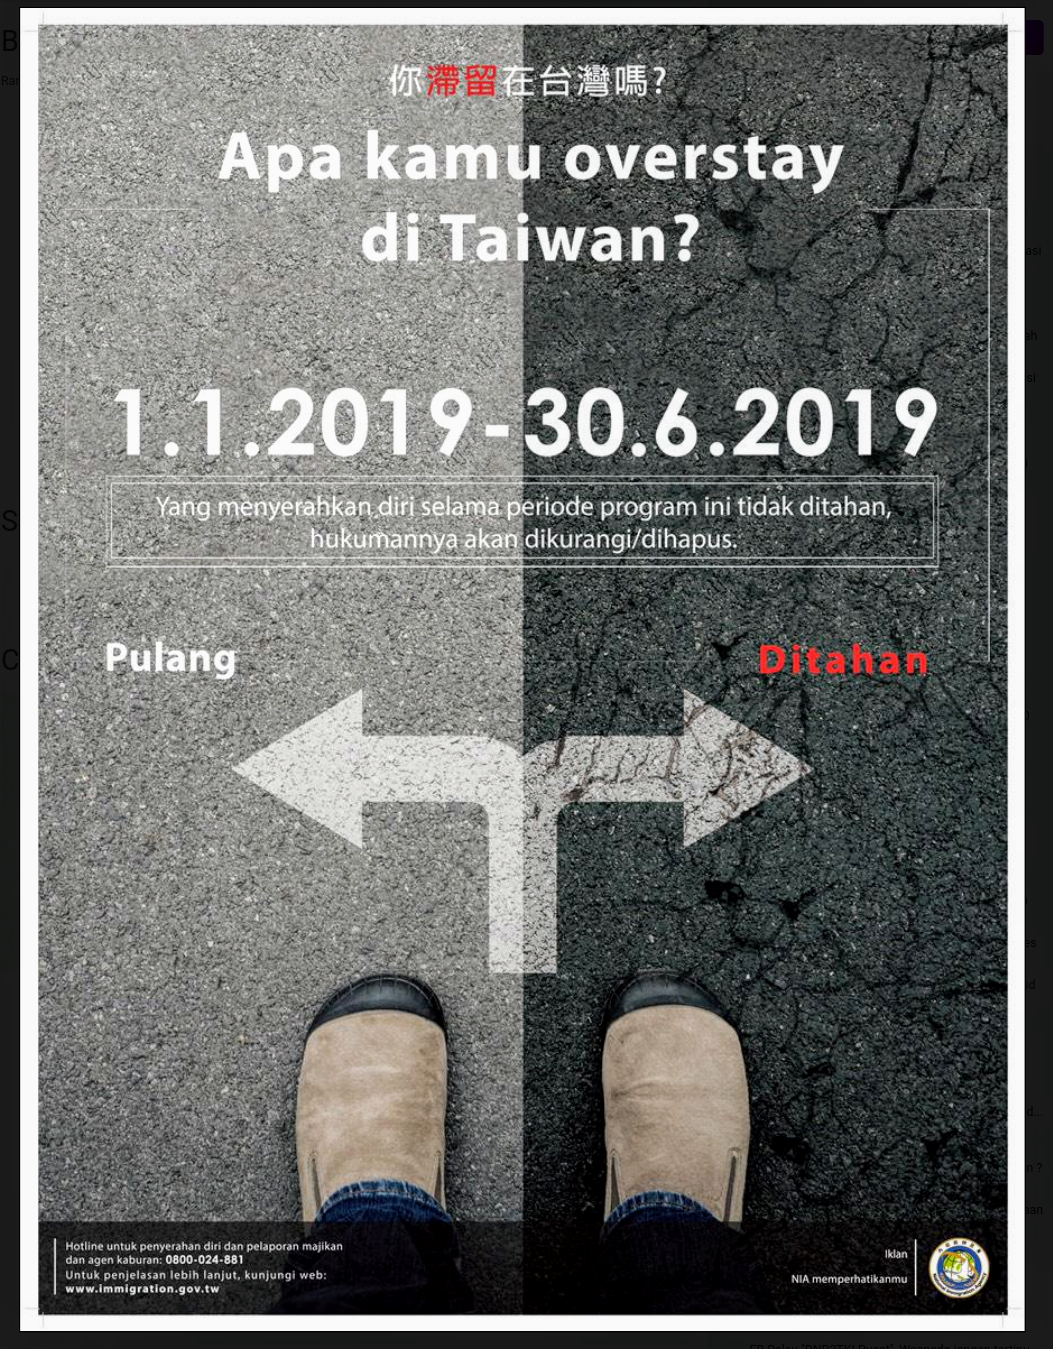 你滯留在台灣嗎?
Apa kamu overstay
di Taiwan?
1.1.2019-30.6.2019
Yang menyerahkan diri selama periode program ini tidak ditahan,
hukumannya akan dikurangi/dihapus.
Pulang
Ditahan
Hotline untuk penyerahan diri dan pelaporan majikan
dan agen kaburan: 0800-024-881
Untuk penjelasan lebih lanjut, kunjungi web:
www.immigration.gov.tw
Iklan
NIA memperhatikanmu